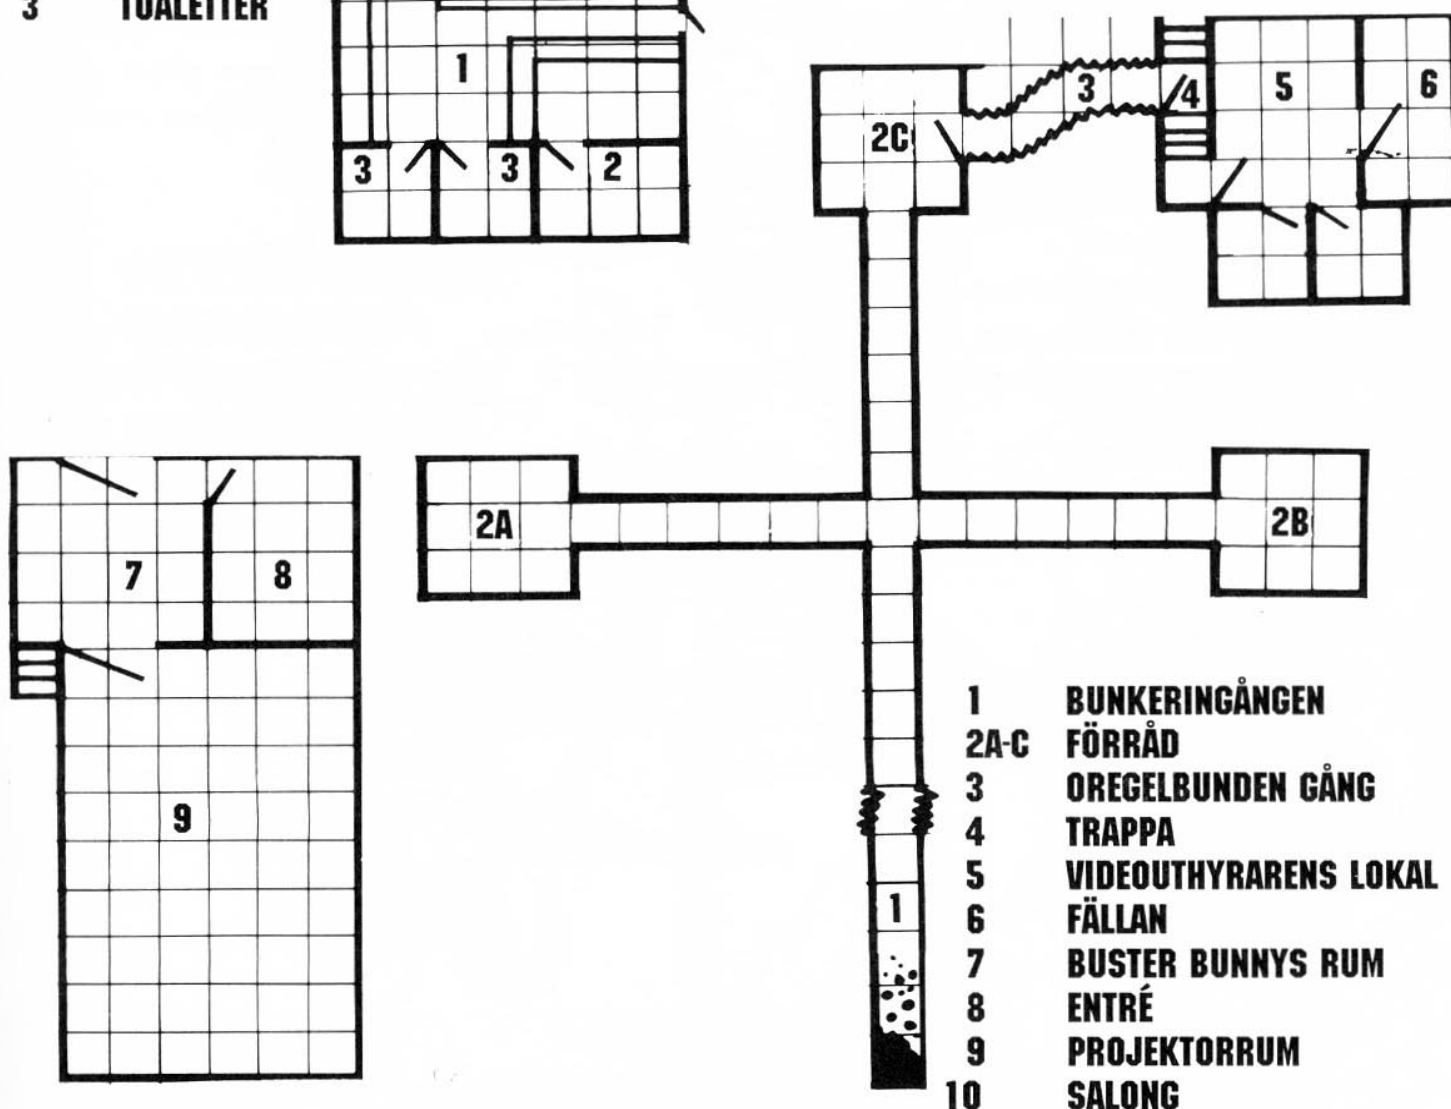 3 TOALETTER
1
3
3
2
2C
3
4
5
6
7
8
2A
2B
9
1
1 BUNKERINGÅNGEN
2A-C FÖRRÅD
3 OREGELBUNDEN GÅNG
4 TRAPPA
5 VIDEOUTHYRARENS LOKAL
6 FÄLLAN
7 BUSTER BUNNYS RUM
8 ENTRÉ
9 PROJEKTORRUM
10 SALONG